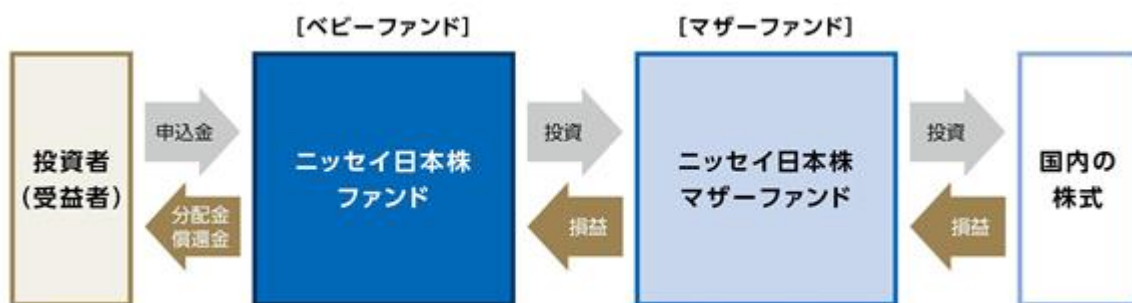 [ベビーファンド]
[マザーファンド]
投資者
(受益者)
申込金
分配金
償還金
ニッセイ日本株
ファンド
投資
損益
ニッセイ日本株
マザーファンド
投資
損益
国内の
株式